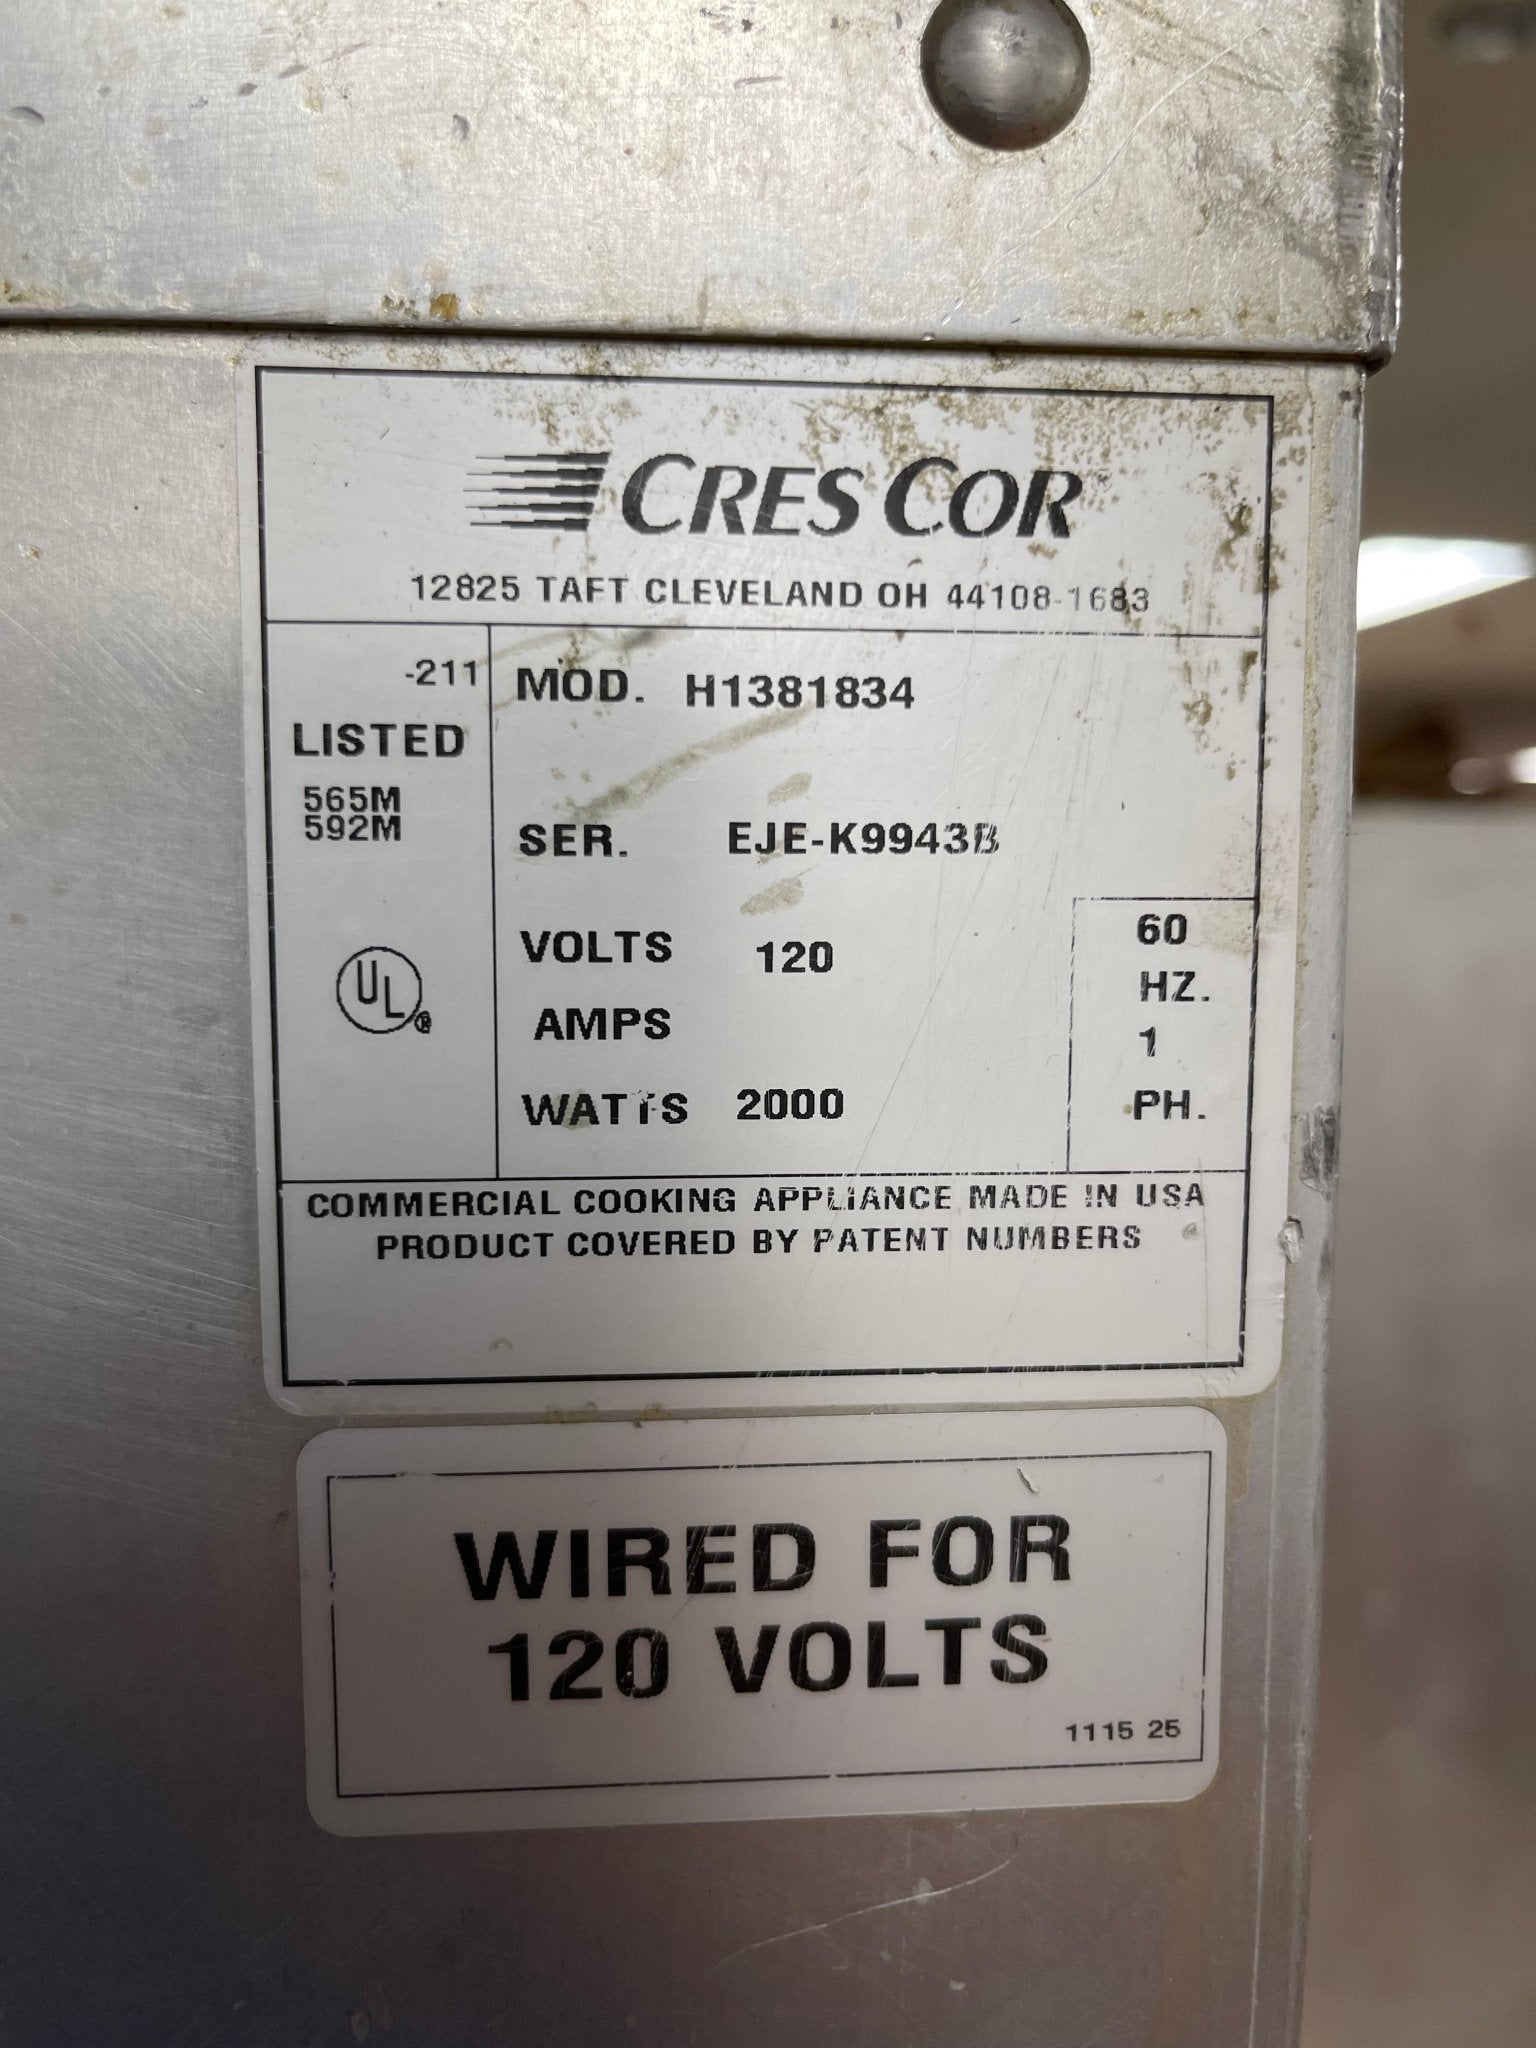 CRES COR®
12825 TAFT CLEVELAND OH 44108-1683
-211
LISTED
565M
592M
UL®
MOD. H1381834
SER. EJE-K9943B
VOLTS 120
AMPS
WATTS 2000
60
HZ.
1
PH.
COMMERCIAL COOKING APPLIANCE MADE IN USA
PRODUCT COVERED BY PATENT NUMBERS
WIRED FOR
120 VOLTS
1115 25